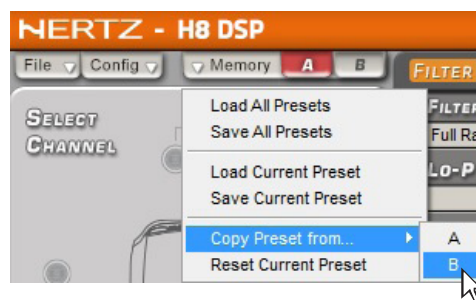 HERTZ - H8 DSP
File Config Memory A B FILTER
Load All Presets
Save All Presets
Load Current Preset
Save Current Preset
Copy Preset from... A
Reset Current Preset B
SELECT
CHANNEL
FILTER
Full Ra
LO-P